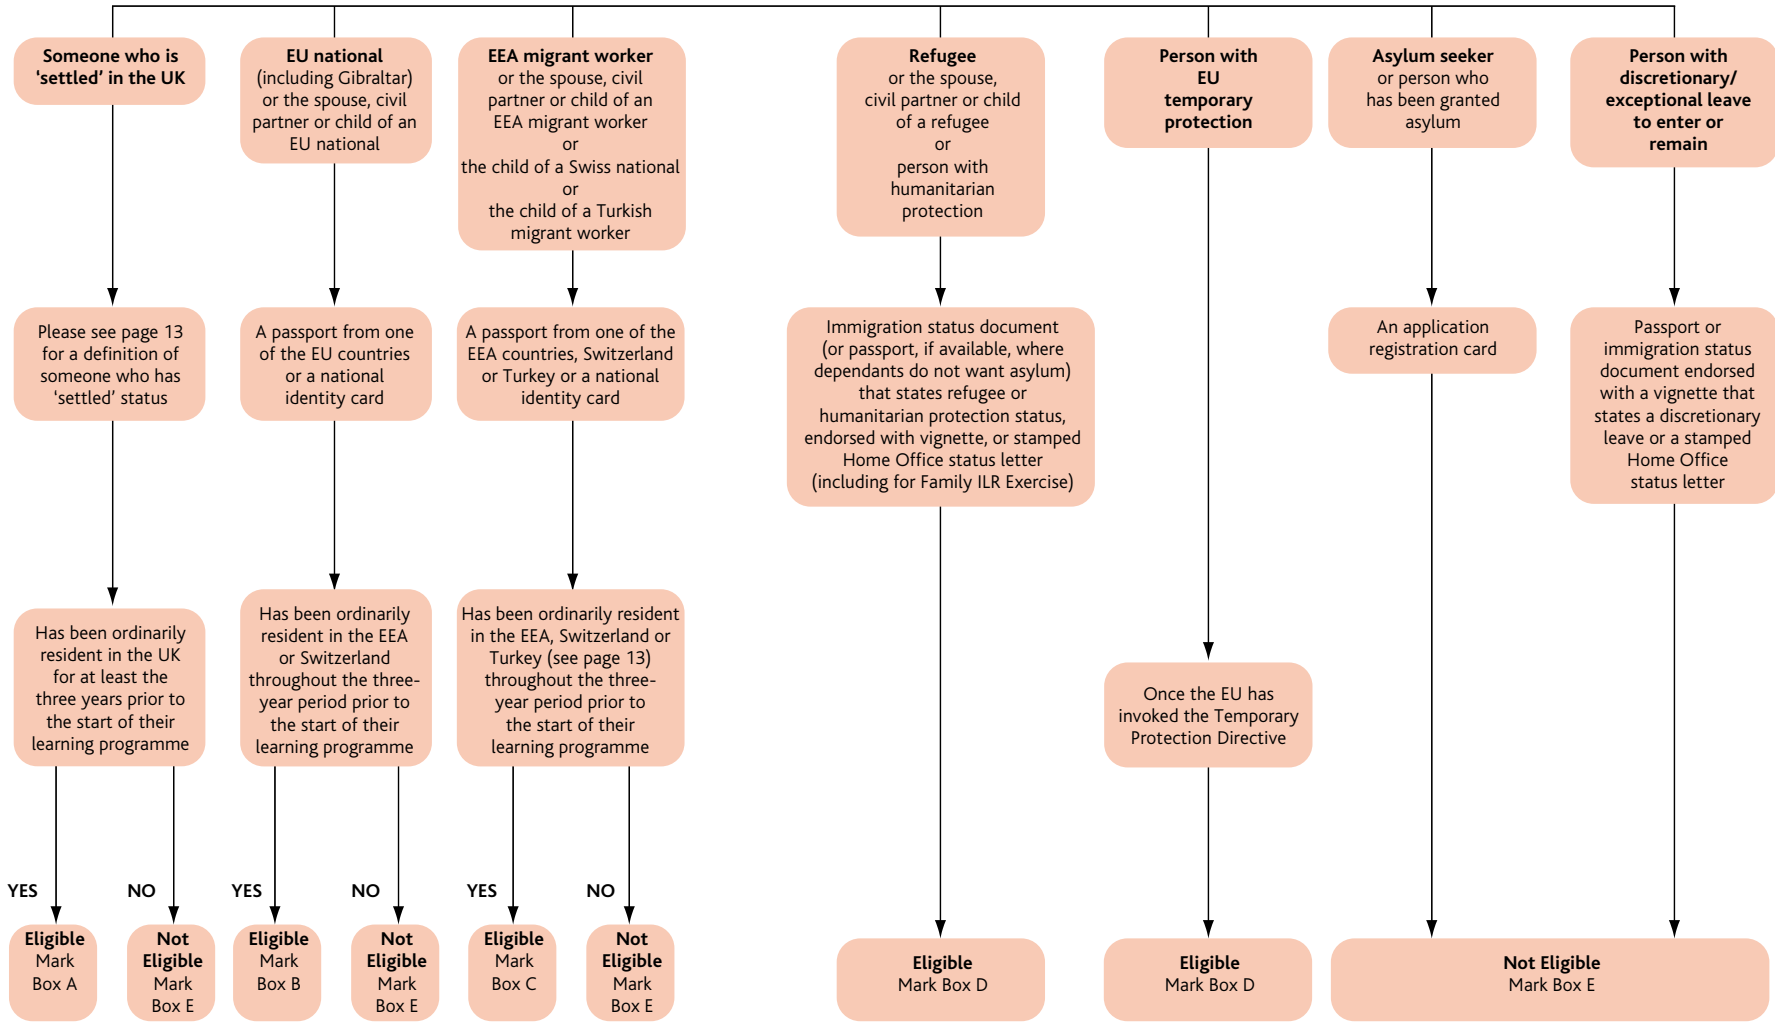 Someone who is
‘settled’ in the UK
EU national
(including Gibraltar)
or the spouse, civil
partner or child of an
EU national
EEA migrant worker
or the spouse, civil
partner or child of an
EEA migrant worker
or
the child of a Swiss national
or
the child of a Turkish
migrant worker
Refugee
or the spouse,
civil partner or child
of a refugee
or
person with
humanitarian
protection
Person with
EU
temporary
protection
Asylum seeker
or person who
has been granted
asylum
Person with
discretionary/
exceptional leave
to enter or
remain
Please see page 13
for a definition of
someone who has
‘settled’ status
A passport from one
of the EU countries
or a national
identity card
A passport from one of the
EEA countries, Switzerland
or Turkey or a national
identity card
Immigration status document
(or passport, if available, where
dependants do not want asylum)
that states refugee or
humanitarian protection status,
endorsed with vignette, or stamped
Home Office status letter
(including for Family ILR Exercise)
An application
registration card
Passport or
immigration status
document endorsed
with a vignette that
states a discretionary
leave or a stamped
Home Office
status letter
Has been ordinarily
resident in the UK
for at least the
three years prior to
the start of their
learning programme
Has been ordinarily
resident in the EEA
or Switzerland
throughout the three-
year period prior to
the start of their
learning programme
Has been ordinarily resident
in the EEA, Switzerland or
Turkey (see page 13)
throughout the three-
year period prior to
the start of their
learning programme
Once the EU has
invoked the Temporary
Protection Directive
YES
NO
YES
NO
YES
NO
Eligible
Mark
Box A
Not
Eligible
Mark
Box E
Eligible
Mark
Box B
Not
Eligible
Mark
Box E
Eligible
Mark
Box C
Not
Eligible
Mark
Box E
Eligible
Mark Box D
Eligible
Mark Box D
Not Eligible
Mark Box E